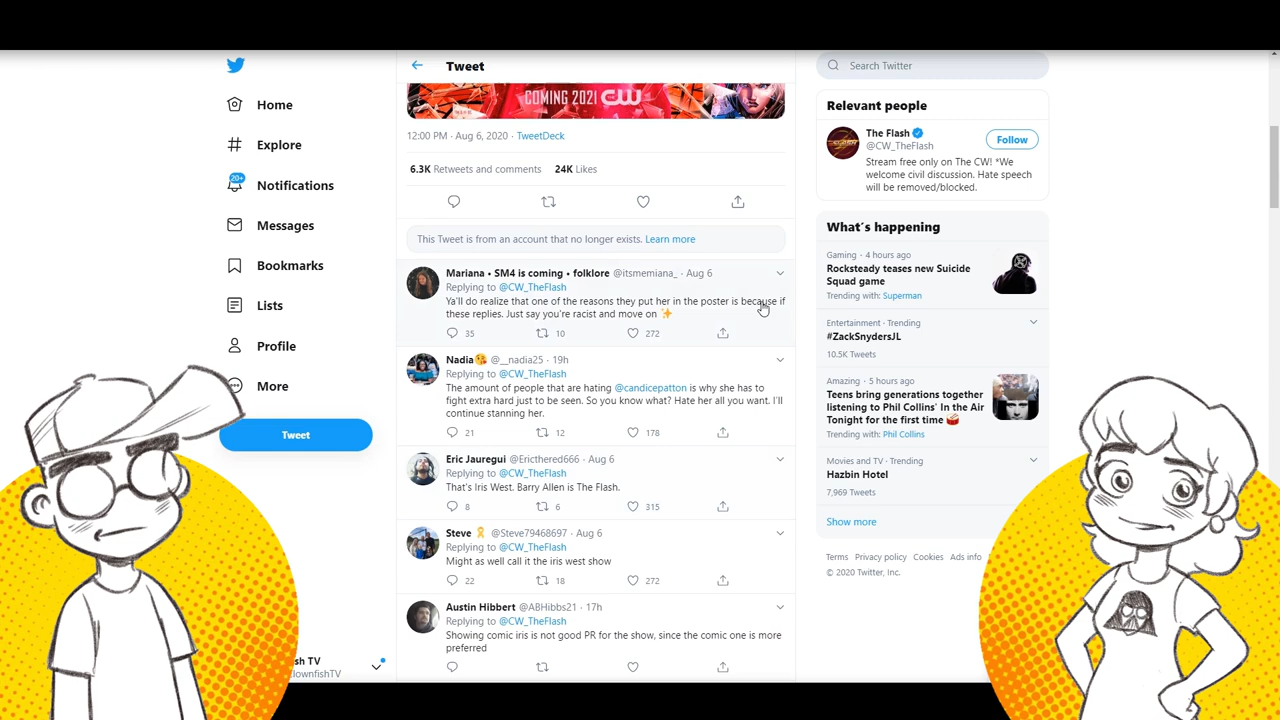 Home
Explore
20+
Notifications
Messages
Bookmarks
Lists
Profile
More
Tweet
sh TV
lownfishTV
Tweet
COMING 2021 CW
12:00 PM · Aug 6, 2020 · TweetDeck
6.3K Retweets and comments 24K Likes
This Tweet is from an account that no longer exists. Learn more
Mariana • SM4 is coming • folklore @itsmemiana_ · Aug 6
Replying to @CW_TheFlash
Ya'll do realize that one of the reasons they put her in the poster is because if
these replies. Just say you're racist and move on ✨
35 10 272
Nadia😘 @__nadia25 · 19h
Replying to @CW_TheFlash
The amount of people that are hating @candicepatton is why she has to
fight extra hard just to be seen. So you know what? Hate her all you want. I'll
continue stanning her.
21 12 178
Eric Jauregui @Ericthered666 · Aug 6
Replying to @CW_TheFlash
That's Iris West. Barry Allen is The Flash.
8 6 315
Steve 🎗️ @Steve79468697 · Aug 6
Replying to @CW_TheFlash
Might as well call it the iris west show
22 18 272
Austin Hibbert @ABHibbs21 · 17h
Replying to @CW_TheFlash
Showing comic iris is not good PR for the show, since the comic one is more
preferred
Search Twitter
Relevant people
The Flash
@CW_TheFlash
Follow
Stream free only on The CW! *We
welcome civil discussion. Hate speech
will be removed/blocked.
What's happening
Gaming · 4 hours ago
Rocksteady teases new Suicide
Squad game
Trending with: Superman
Entertainment · Trending
#ZackSnydersJL
10.5K Tweets
Amazing · 5 hours ago
Teens bring generations together
listening to Phil Collins' In the Air
Tonight for the first time 🥁
Trending with: Phil Collins
Movies and TV · Trending
Hazbin Hotel
7,969 Tweets
Show more
Terms Privacy policy Cookies Ads info
© 2020 Twitter, Inc.